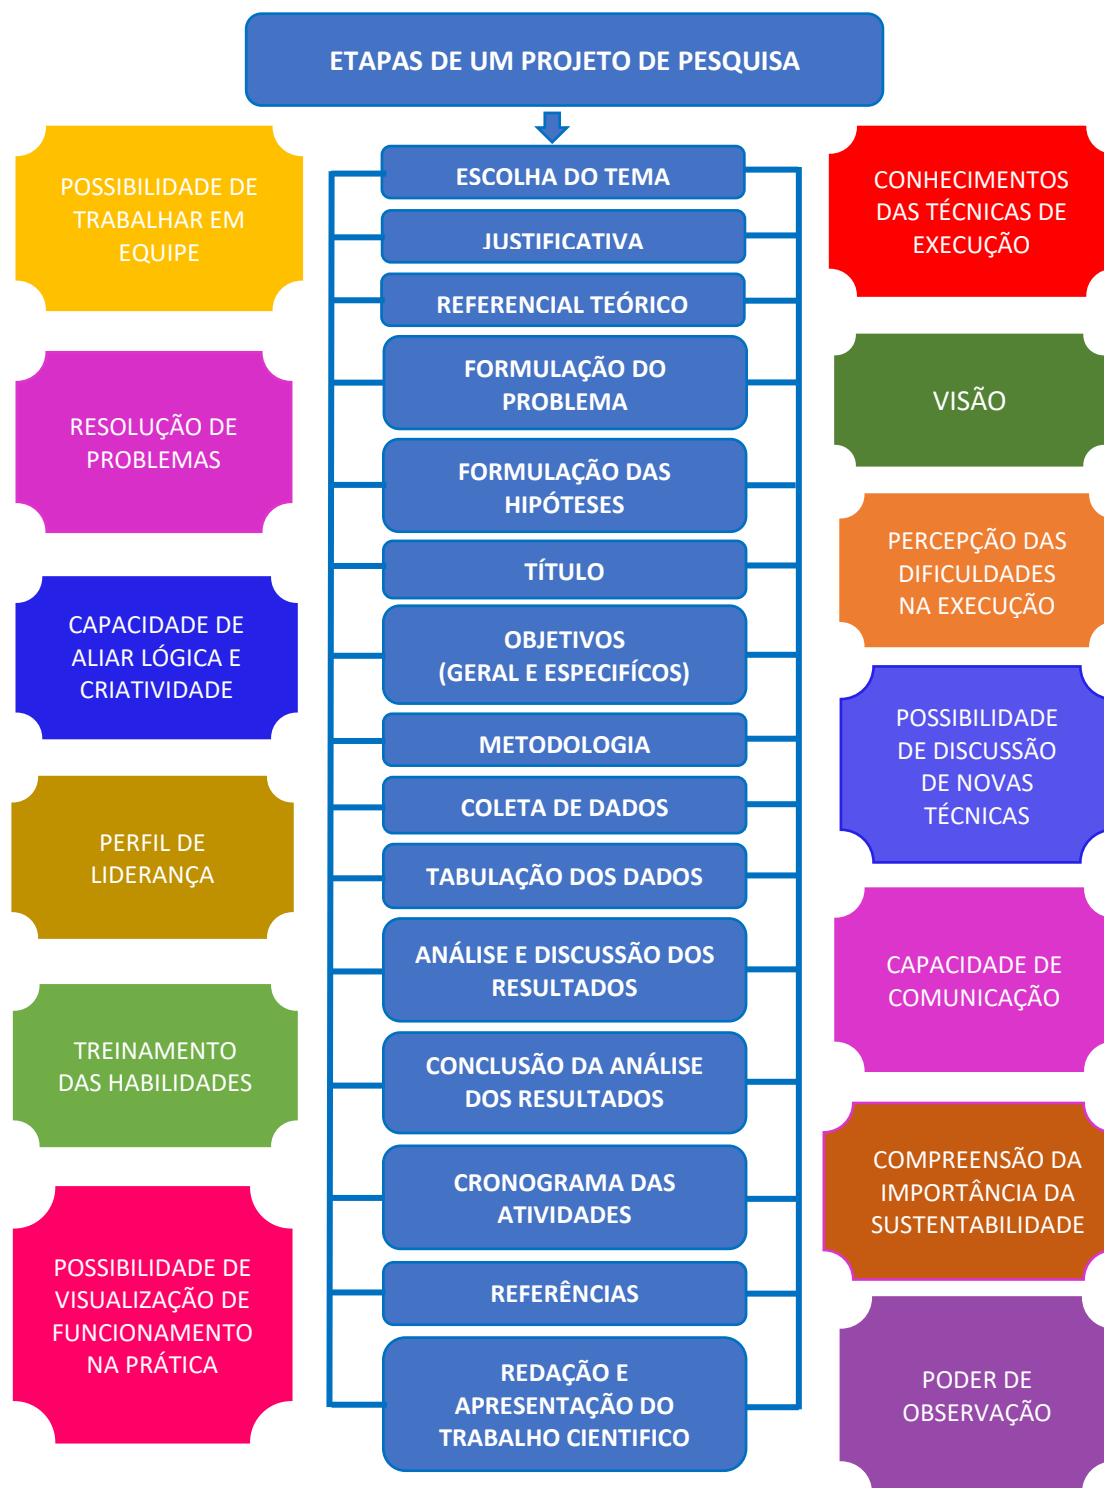 ETAPAS DE UM PROJETO DE PESQUISA
POSSIBILIDADE DE
TRABALHAR EM
EQUIPE
RESOLUÇÃO DE
PROBLEMAS
CAPACIDADE DE
ALIAR LÓGICA E
CRIATIVIDADE
PERFIL DE
LIDERANÇA
TREINAMENTO
DAS HABILIDADES
POSSIBILIDADE DE
VISUALIZAÇÃO DE
FUNCIONAMENTO
NA PRÁTICA
ESCOLHA DO TEMA
JUSTIFICATIVA
REFERENCIAL TEÓRICO
FORMULAÇÃO DO
PROBLEMA
FORMULAÇÃO DAS
HIPÓTESES
TÍTULO
OBJETIVOS
(GERAL E ESPECIFÍCOS)
METODOLOGIA
COLETA DE DADOS
TABULAÇÃO DOS DADOS
ANÁLISE E DISCUSSÃO DOS
RESULTADOS
CONCLUSÃO DA ANÁLISE
DOS RESULTADOS
CRONOGRAMA DAS
ATIVIDADES
REFERÊNCIAS
REDAÇÃO E
APRESENTAÇÃO DO
TRABALHO CIENTIFICO
CONHECIMENTOS
DAS TÉCNICAS DE
EXECUÇÃO
VISÃO
PERCEPÇÃO DAS
DIFICULDADES
NA EXECUÇÃO
POSSIBILIDADE
DE DISCUSSÃO
DE NOVAS
TÉCNICAS
CAPACIDADE DE
COMUNICAÇÃO
COMPREENSÃO DA
IMPORTÂNCIA DA
SUSTENTABILIDADE
PODER DE
OBSERVAÇÃO